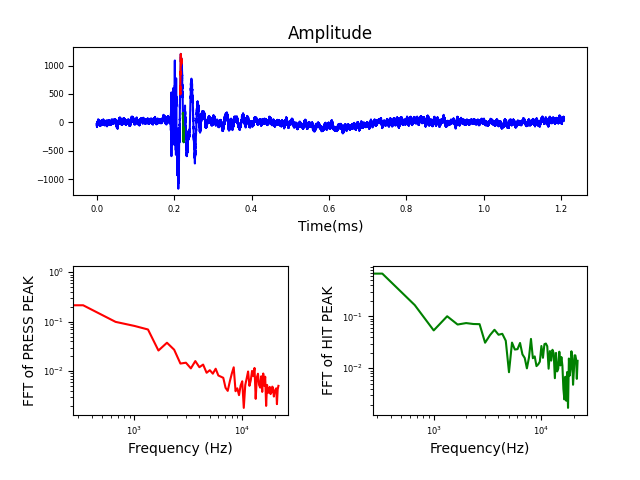 Amplitude
1000
500
0
−500
−1000
0.0 0.2 0.4 0.6 0.8 1.0 1.2
Time(ms)
FFT of PRESS PEAK
10⁰
10⁻¹
10⁻²
10³ 10⁴
Frequency (Hz)
FFT of HIT PEAK
10⁻¹
10⁻²
10³ 10⁴
Frequency(Hz)